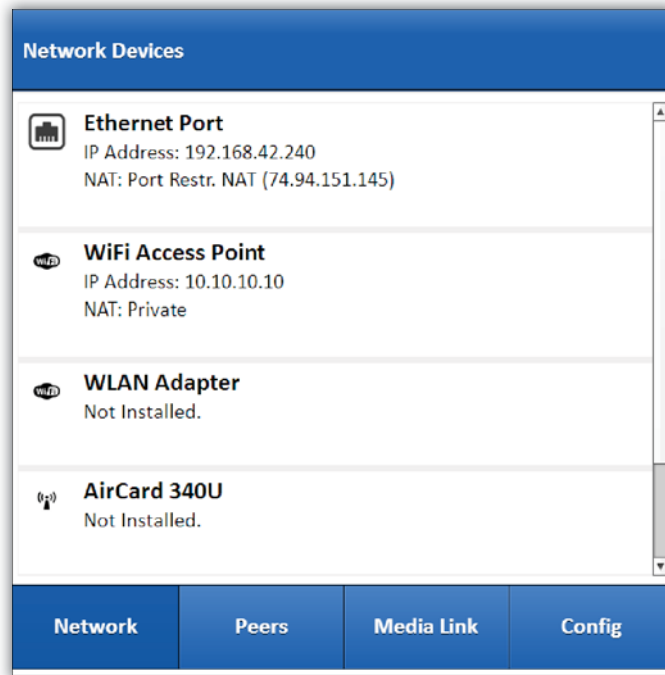 Network Devices
Ethernet Port
IP Address: 192.168.42.240
NAT: Port Restr. NAT (74.94.151.145)
WiFi
WiFi Access Point
IP Address: 10.10.10.10
NAT: Private
WiFi
WLAN Adapter
Not Installed.
AirCard 340U
Not Installed.
Network
Peers
Media Link
Config